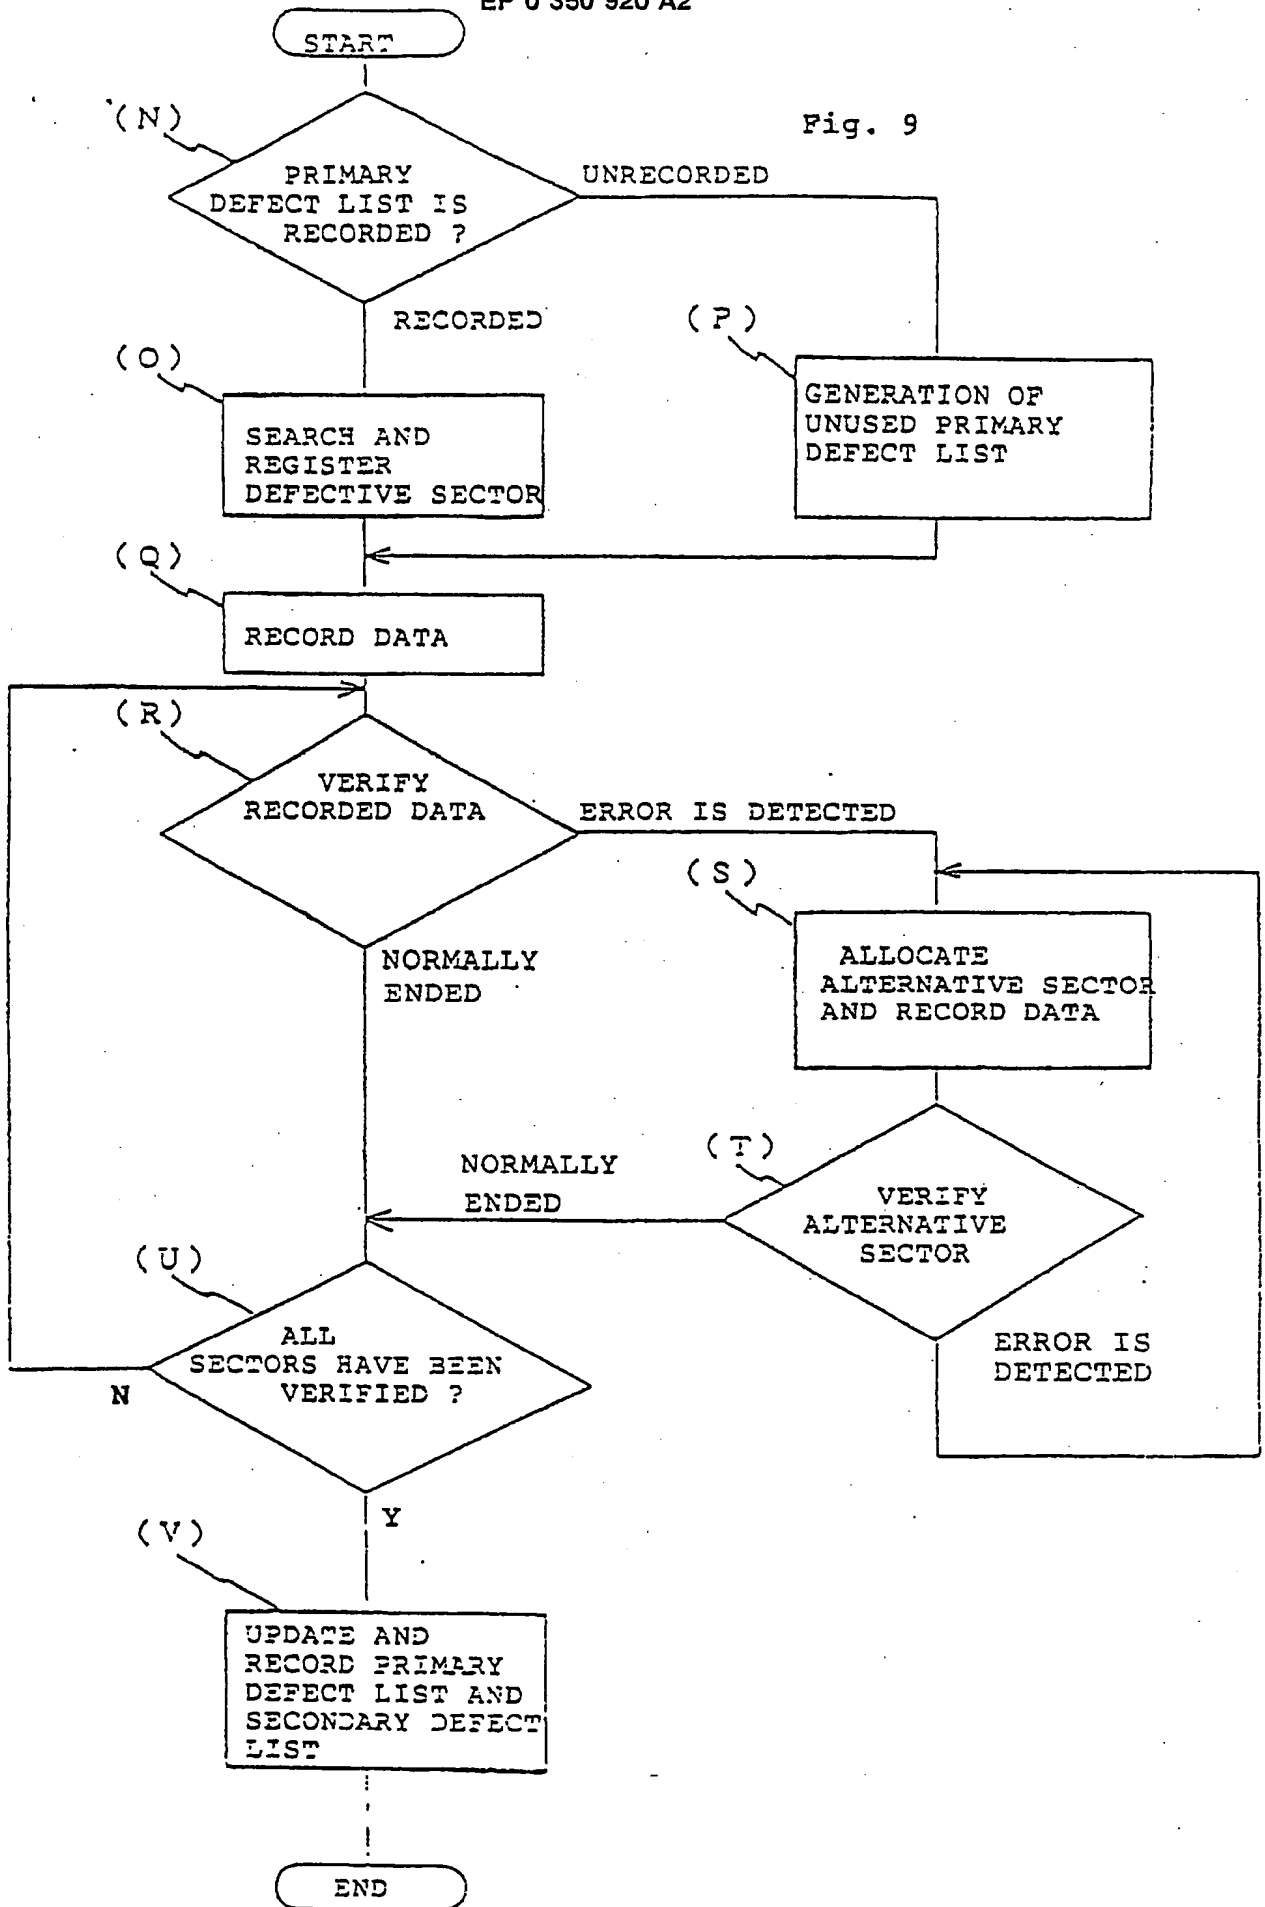 EP 0 350 920 A2
START
(N)
Fig. 9
PRIMARY
DEFECT LIST IS
RECORDED ?
UNRECORDED
RECORDED
(P)
(O)
GENERATION OF
UNUSED PRIMARY
DEFECT LIST
SEARCH AND
REGISTER
DEFECTIVE SECTOR
(Q)
RECORD DATA
(R)
VERIFY
RECORDED DATA
ERROR IS DETECTED
(S)
NORMALLY
ENDED
ALLOCATE
ALTERNATIVE SECTOR
AND RECORD DATA
(T)
NORMALLY
ENDED
VERIFY
ALTERNATIVE
SECTOR
(U)
ALL
SECTORS HAVE BEEN
VERIFIED ?
ERROR IS
DETECTED
N
Y
(V)
UPDATE AND
RECORD PRIMARY
DEFECT LIST AND
SECONDARY DEFECT
LIST
END